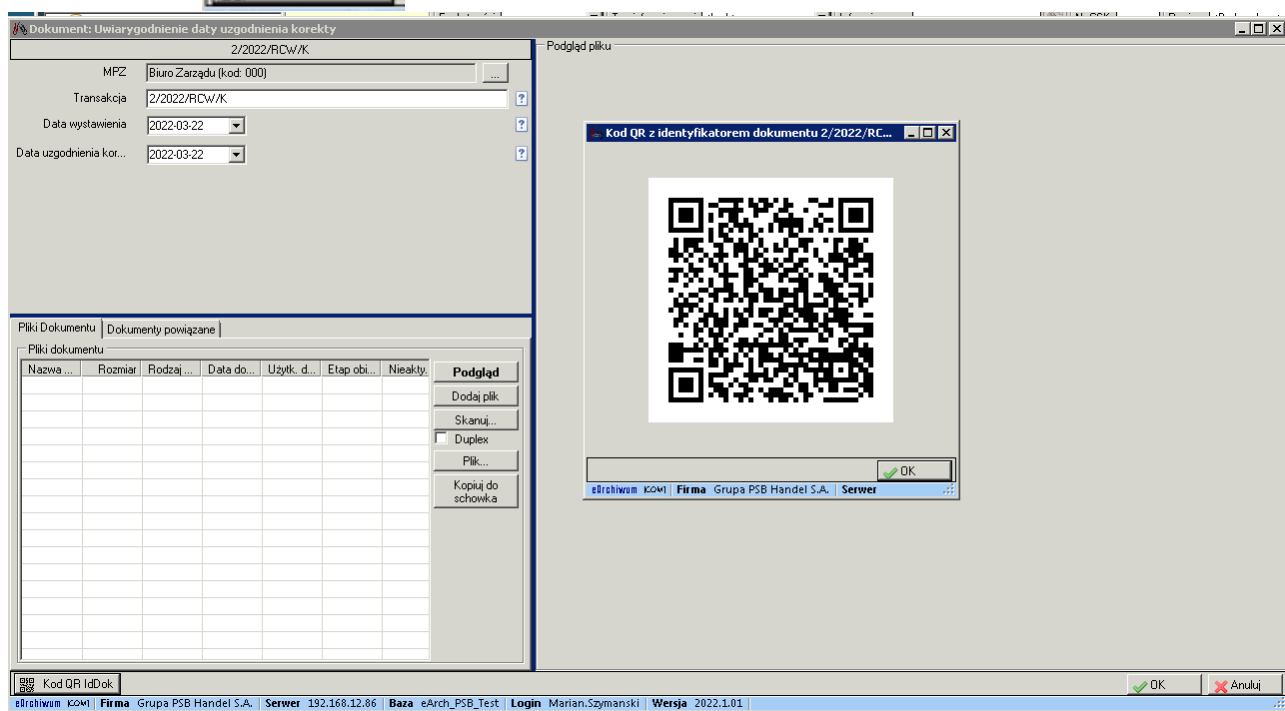 Dokument: Uwiarygodnienie daty uzgodnienia korekty
2/2022/RCW/K
MPZ Biuro Zarządu (kod: 000) ...
Transakcja 2/2022/RCW/K ?
Data wystawienia 2022-03-22 ?
Data uzgodnienia kor... 2022-03-22 ?
Pliki Dokumentu Dokumenty powiązane
Pliki dokumentu
Nazwa ... Rozmiar Rodzaj ... Data do... Użytk. d... Etap obi... Nieakty.
Podgląd
Dodaj plik
Skanuj...
Duplex
Plik...
Kopiuj do
schowka
Podgląd pliku
Kod QR z identyfikatorem dokumentu 2/2022/RC...
OK
eArchiwum KOM1 Firma Grupa PSB Handel S.A. Serwer
Kod QR IdDok
OK Anuluj
eArchiwum KOM1 Firma Grupa PSB Handel S.A. Serwer 192.168.12.86 Baza eArch_PSB_Test Login Marian.Szymanski Wersja 2022.1.01